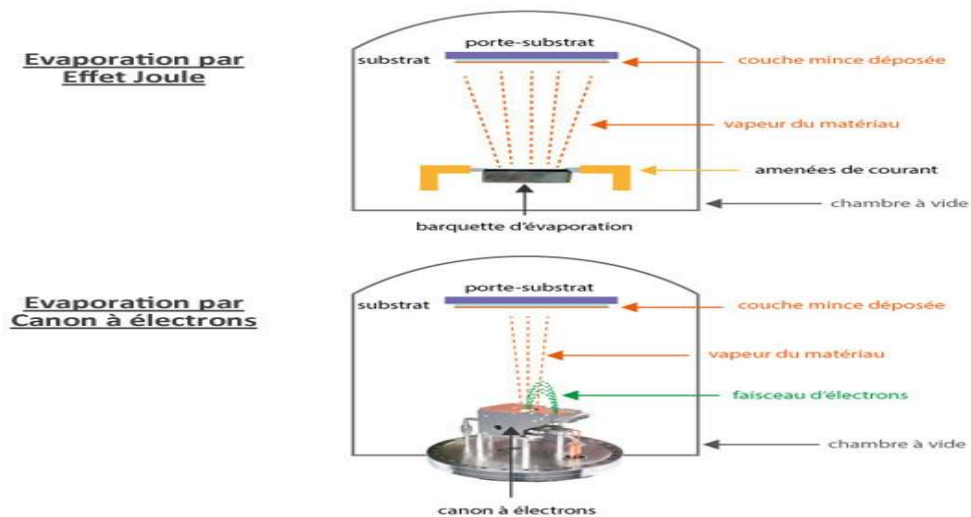 Evaporation par
Effet Joule
porte-substrat
substrat
couche mince déposée
vapeur du matériau
amenées de courant
chambre à vide
barquette d'évaporation
Evaporation par
Canon à électrons
porte-substrat
substrat
couche mince déposée
vapeur du matériau
faisceau d'électrons
chambre à vide
canon à électrons